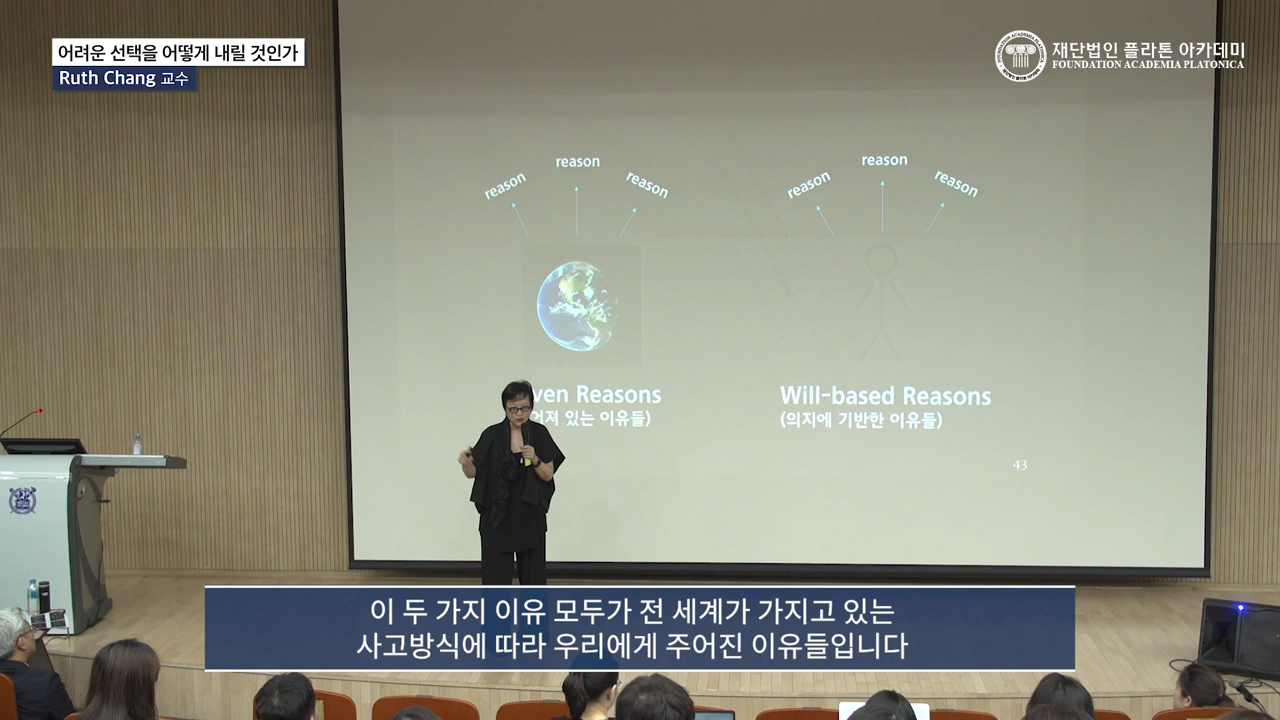 어려운 선택을 어떻게 내릴 것인가
Ruth Chang 교수
재단법인 플라톤 아카데미
FOUNDATION ACADEMIA PLATONICA
reason
reason
reason
reason
reason
reason
ven Reasons
어져 있는 이유들)
Will-based Reasons
(의지에 기반한 이유들)
43
이 두 가지 이유 모두가 전 세계가 가지고 있는
사고방식에 따라 우리에게 주어진 이유들입니다